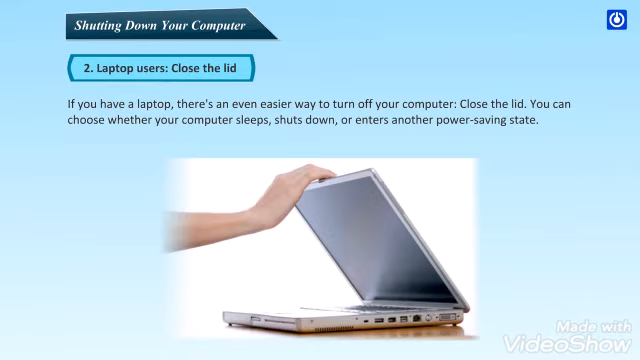 Shutting Down Your Computer
2. Laptop users: Close the lid
If you have a laptop, there's an even easier way to turn off your computer: Close the lid. You can
choose whether your computer sleeps, shuts down, or enters another power-saving state.
Made with
VideoShow